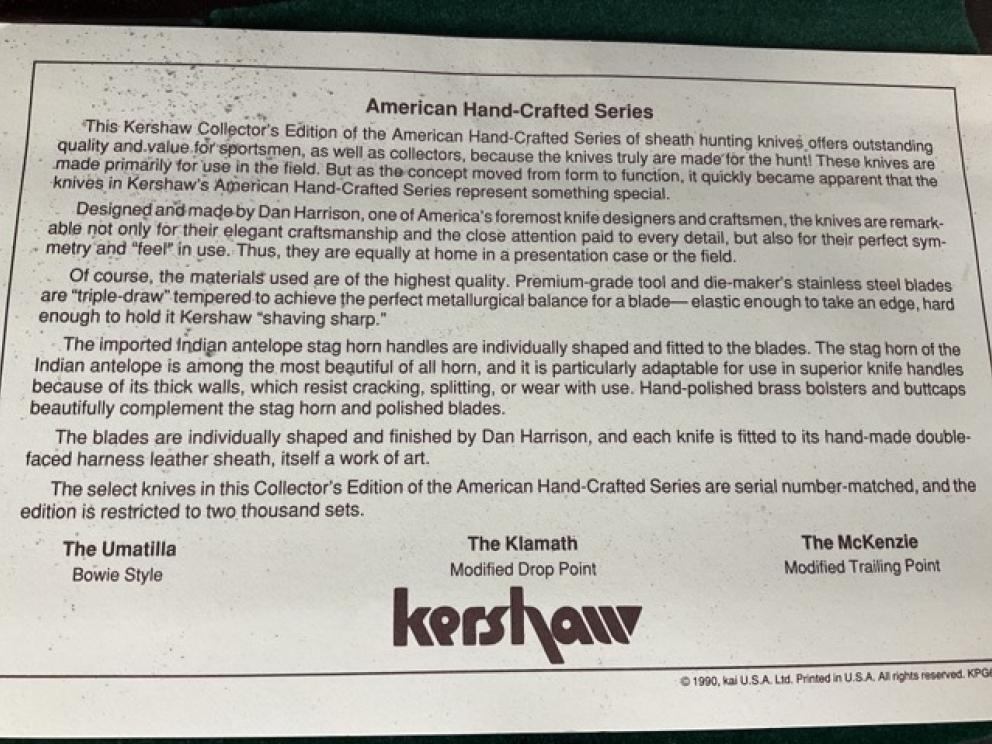 American Hand-Crafted Series
This Kershaw Collector's Edition of the American Hand-Crafted Series of sheath hunting knives offers outstanding
quality and value for sportsmen, as well as collectors, because the knives truly are made for the hunt! These knives are
made primarily for use in the field. But as the concept moved from form to function, it quickly became apparent that the
knives in Kershaw's American Hand-Crafted Series represent something special.
Designed and made by Dan Harrison, one of America's foremost knife designers and craftsmen, the knives are remark-
able not only for their elegant craftsmanship and the close attention paid to every detail, but also for their perfect sym-
metry and "feel" in use. Thus, they are equally at home in a presentation case or the field.
Of course, the materials used are of the highest quality. Premium-grade tool and die-maker's stainless steel blades
are "triple-draw" tempered to achieve the perfect metallurgical balance for a blade— elastic enough to take an edge, hard
enough to hold it Kershaw "shaving sharp."
The imported Indian antelope stag horn handles are individually shaped and fitted to the blades. The stag horn of the
Indian antelope is among the most beautiful of all horn, and it is particularly adaptable for use in superior knife handles
because of its thick walls, which resist cracking, splitting, or wear with use. Hand-polished brass bolsters and buttcaps
beautifully complement the stag horn and polished blades.
The blades are individually shaped and finished by Dan Harrison, and each knife is fitted to its hand-made double-
faced harness leather sheath, itself a work of art.
The select knives in this Collector's Edition of the American Hand-Crafted Series are serial number-matched, and the
edition is restricted to two thousand sets.
The Umatilla The Klamath The McKenzie
Bowie Style Modified Drop Point Modified Trailing Point
kershaw
© 1990, kai U.S.A. Ltd. Printed in U.S.A. All rights reserved.